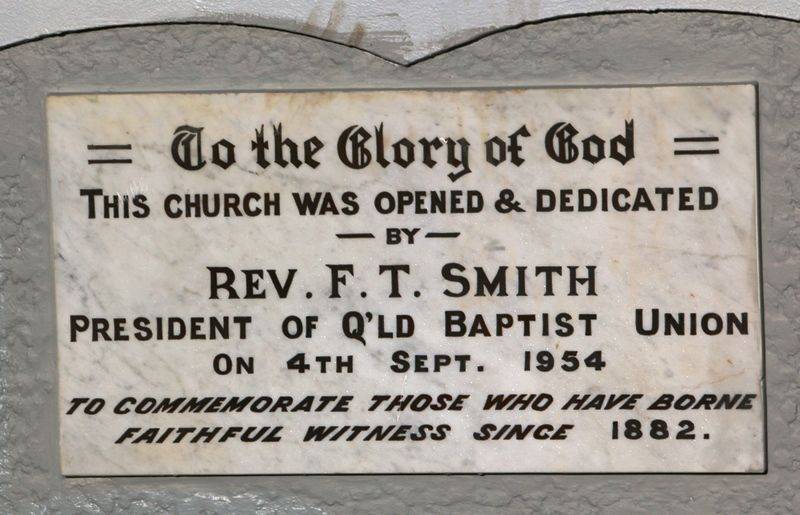 = To the Glory of God =
THIS CHURCH WAS OPENED & DEDICATED
— BY —
REV. F. T. SMITH
PRESIDENT OF Q'LD BAPTIST UNION
ON 4TH SEPT. 1954
TO COMMEMORATE THOSE WHO HAVE BORNE
FAITHFUL WITNESS SINCE 1882.